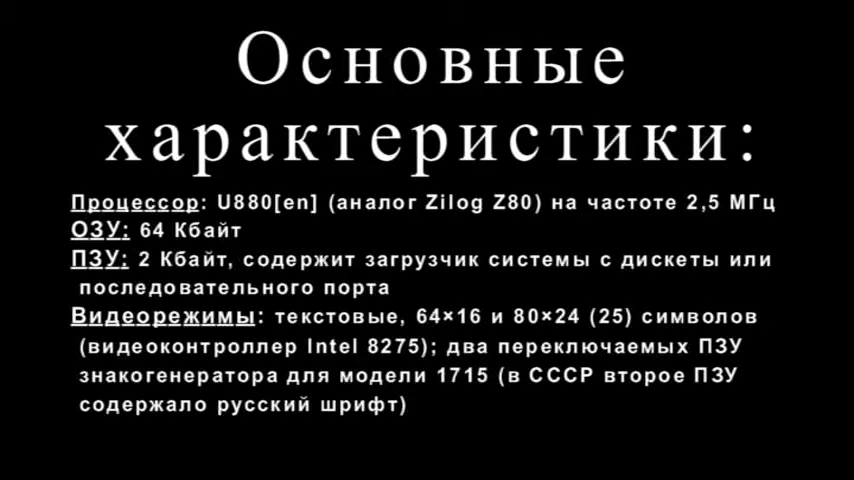 Основные
характеристики:
Процессор: U880[en] (аналог Zilog Z80) на частоте 2,5 МГц
ОЗУ: 64 Кбайт
ПЗУ: 2 Кбайт, содержит загрузчик системы с дискеты или
последовательного порта
Видеорежимы: текстовые, 64×16 и 80×24 (25) символов
(видеоконтроллер Intel 8275); два переключаемых ПЗУ
знакогенератора для модели 1715 (в СССР второе ПЗУ
содержало русский шрифт)